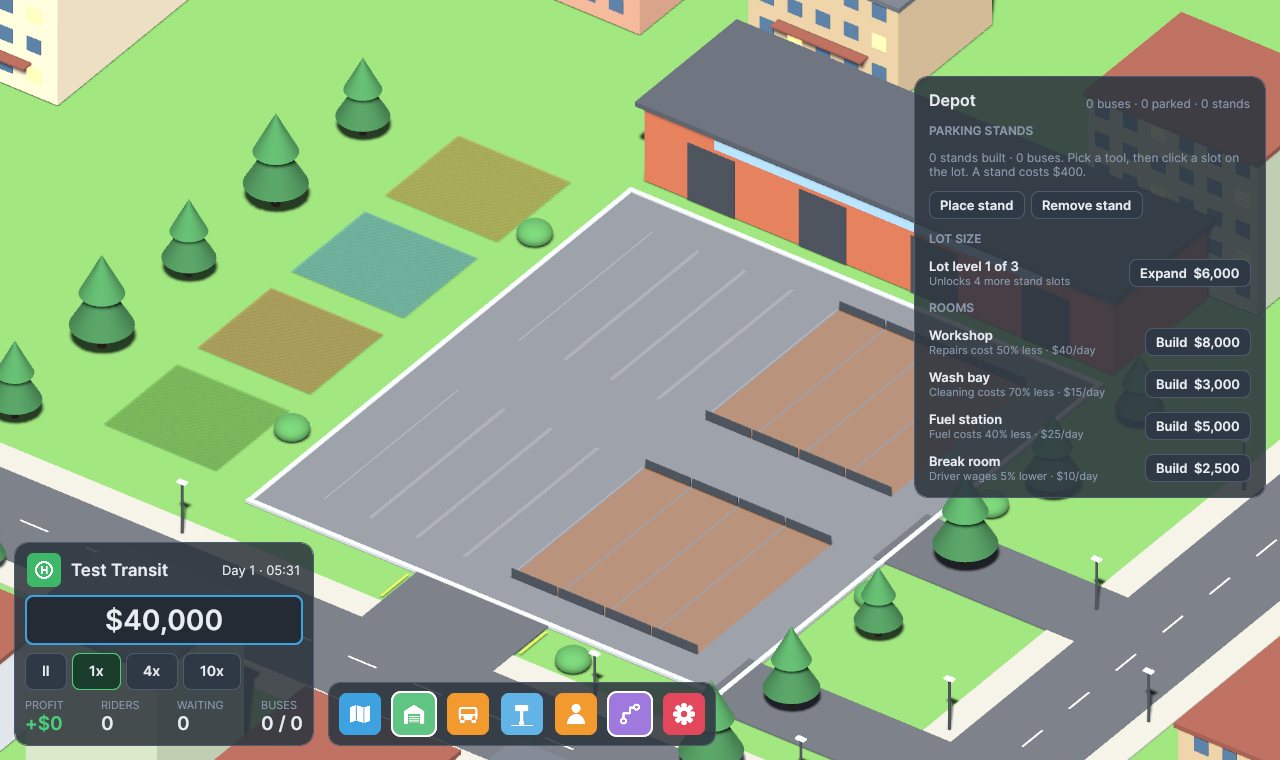 Depot
0 buses · 0 parked · 0 stands
PARKING STANDS
0 stands built · 0 buses. Pick a tool, then click a slot on
the lot. A stand costs $400.
Place stand
Remove stand
LOT SIZE
Lot level 1 of 3
Unlocks 4 more stand slots
Expand $6,000
ROOMS
Workshop
Repairs cost 50% less · $40/day
Build $8,000
Wash bay
Cleaning costs 70% less · $15/day
Build $3,000
Fuel station
Fuel costs 40% less · $25/day
Build $5,000
Break room
Driver wages 5% lower · $10/day
Build $2,500
H
Test Transit
Day 1 · 05:31
$40,000
1x
4x
10x
PROFIT
+$0
RIDERS
0
WAITING
0
BUSES
0 / 0